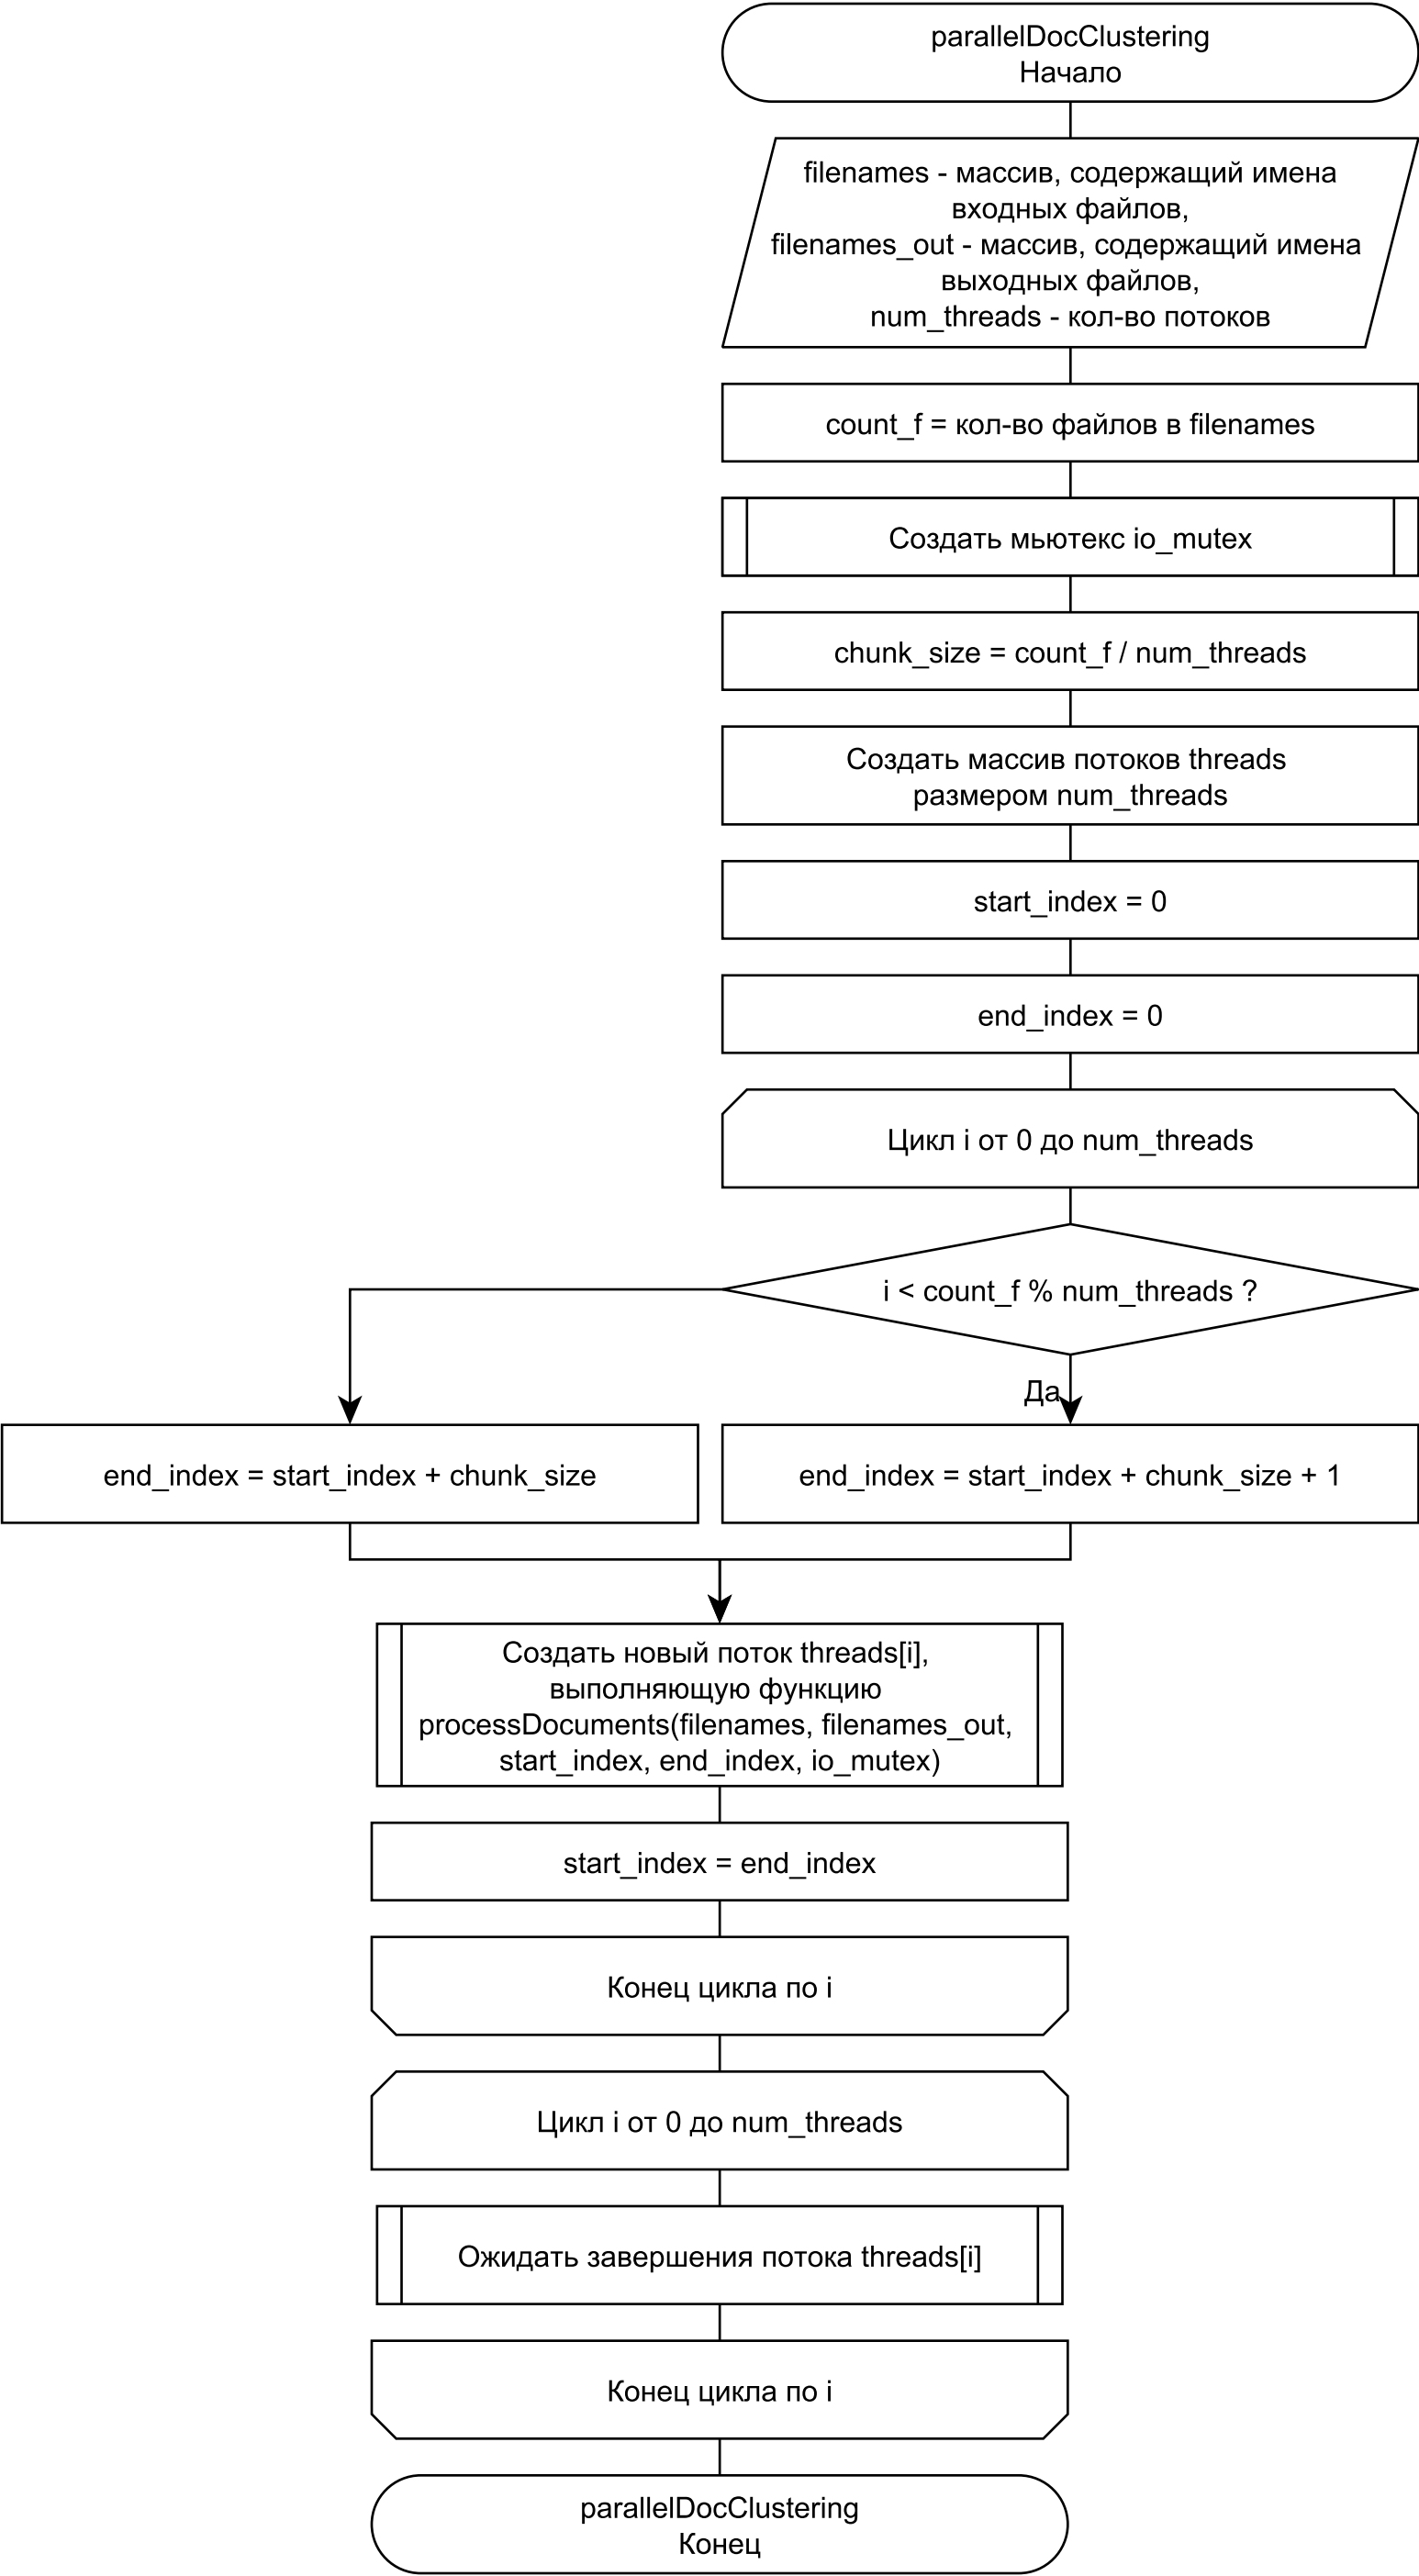 parallelDocClustering
Начало
filenames - массив, содержащий имена
входных файлов,
filenames_out - массив, содержащий имена
выходных файлов,
num_threads - кол-во потоков
count_f = кол-во файлов в filenames
Создать мьютекс io_mutex
chunk_size = count_f / num_threads
Создать массив потоков threads
размером num_threads
start_index = 0
end_index = 0
Цикл i от 0 до num_threads
i < count_f % num_threads ?
Да
end_index = start_index + chunk_size
end_index = start_index + chunk_size + 1
Создать новый поток threads[i],
выполняющую функцию
processDocuments(filenames, filenames_out,
start_index, end_index, io_mutex)
start_index = end_index
Конец цикла по i
Цикл i от 0 до num_threads
Ожидать завершения потока threads[i]
Конец цикла по i
parallelDocClustering
Конец